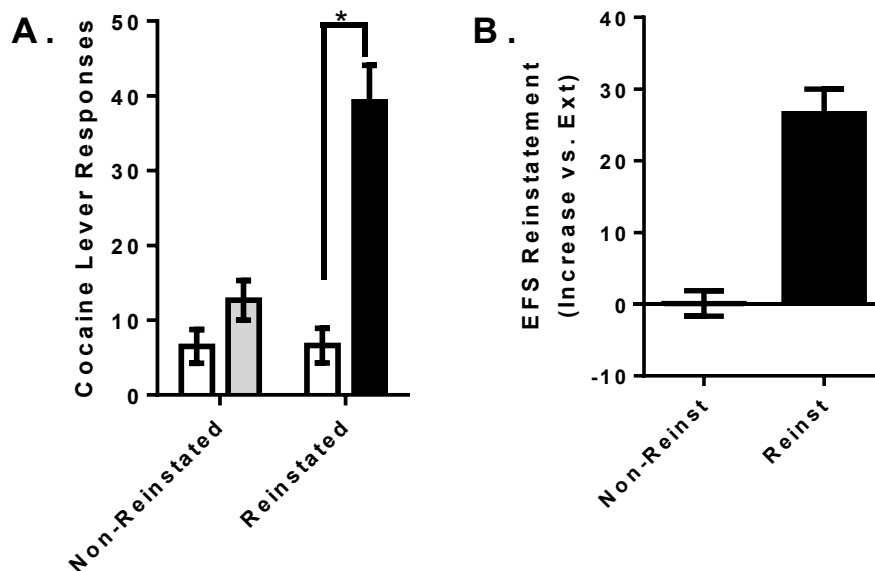 A.
Cocaine Lever Responses
50
40
30
20
10
0
*
Non-Reinstated
Reinstated
B.
EFS Reinstatement
(Increase vs. Ext)
40
30
20
10
0
-10
Non-Reinst
Reinst